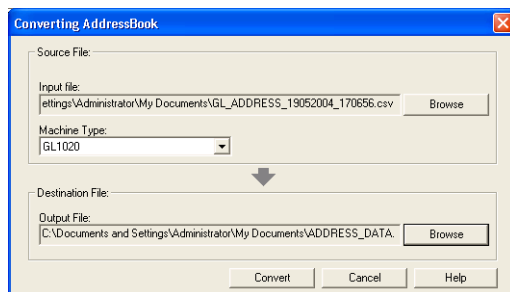 Converting AddressBook
Source File:
Input file:
ettings\Administrator\My Documents\GL_ADDRESS_19052004_170656.csv
Browse
Machine Type:
GL1020
Destination File:
Output File:
C:\Documents and Settings\Administrator\My Documents\ADDRESS_DATA.
Browse
Convert
Cancel
Help